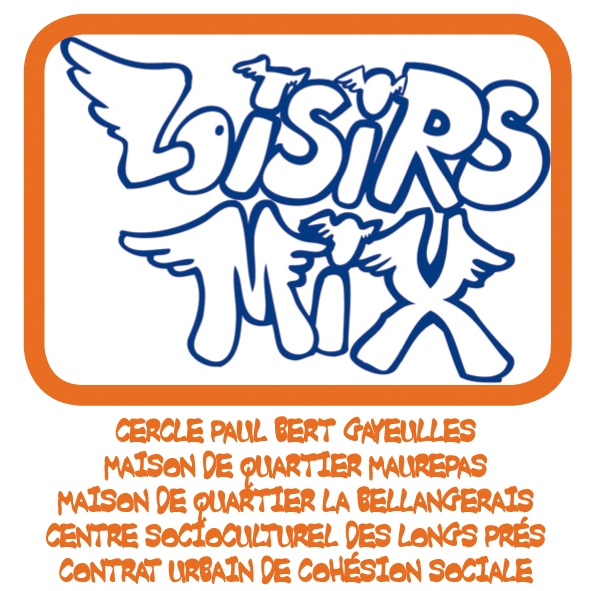 LOISIRS
MIX
CERCLE PAUL BERT GAYEULLES
MAISON DE QUARTIER MAUREPAS
MAISON DE QUARTIER LA BELLANGERAIS
CENTRE SOCIOCULTUREL DES LONGS PRÉS
CONTRAT URBAIN DE COHÉSION SOCIALE